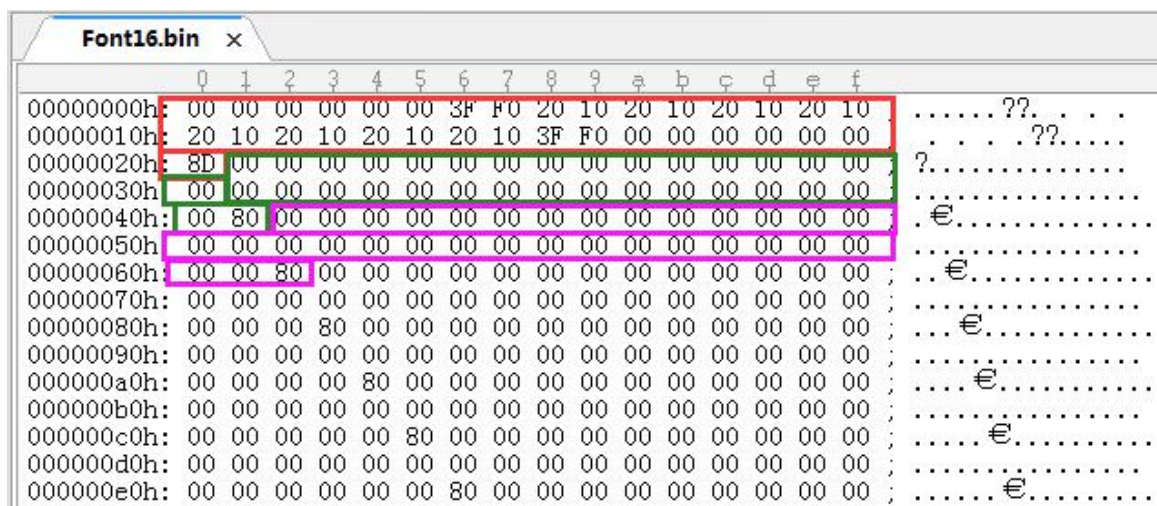 Font16.bin ×
0 1 2 3 4 5 6 7 8 9 a b c d e f
00000000h: 00 00 00 00 00 00 3F F0 20 10 20 10 20 10 20 10 ; ......??. . . .
00000010h: 20 10 20 10 20 10 20 10 3F F0 00 00 00 00 00 00 ; . . . .??.....
00000020h: 8D 00 00 00 00 00 00 00 00 00 00 00 00 00 00 00 ; ?...............
00000030h: 00 00 00 00 00 00 00 00 00 00 00 00 00 00 00 00 ; ................
00000040h: 00 80 00 00 00 00 00 00 00 00 00 00 00 00 00 00 ; .€..............
00000050h: 00 00 00 00 00 00 00 00 00 00 00 00 00 00 00 00 ; ................
00000060h: 00 00 80 00 00 00 00 00 00 00 00 00 00 00 00 00 ; ..€.............
00000070h: 00 00 00 00 00 00 00 00 00 00 00 00 00 00 00 00 ; ................
00000080h: 00 00 00 80 00 00 00 00 00 00 00 00 00 00 00 00 ; ...€............
00000090h: 00 00 00 00 00 00 00 00 00 00 00 00 00 00 00 00 ; ................
000000a0h: 00 00 00 00 80 00 00 00 00 00 00 00 00 00 00 00 ; ....€...........
000000b0h: 00 00 00 00 00 00 00 00 00 00 00 00 00 00 00 00 ; ................
000000c0h: 00 00 00 00 00 80 00 00 00 00 00 00 00 00 00 00 ; .....€..........
000000d0h: 00 00 00 00 00 00 00 00 00 00 00 00 00 00 00 00 ; ................
000000e0h: 00 00 00 00 00 00 80 00 00 00 00 00 00 00 00 00 ; ......€.........